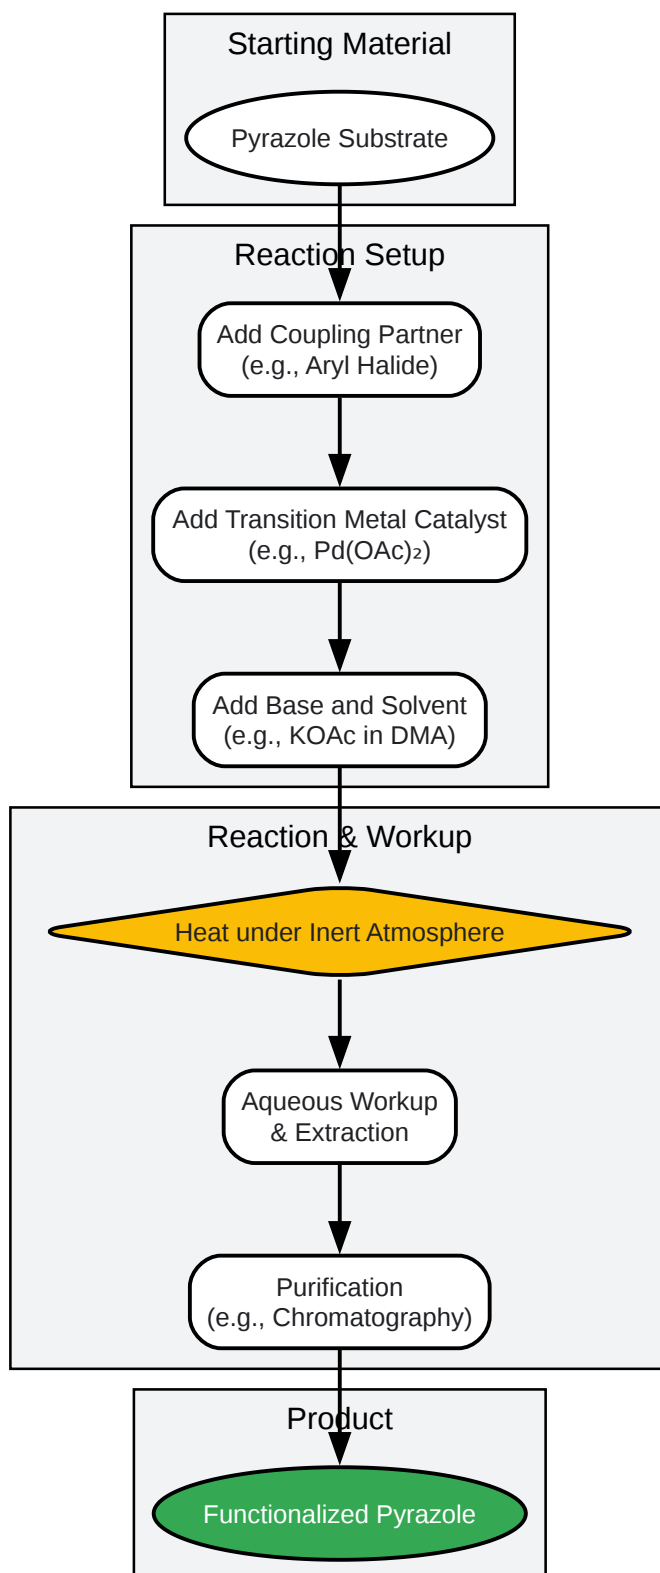 Starting Material
Pyrazole Substrate
Reaction Setup
Add Coupling Partner
(e.g., Aryl Halide)
Add Transition Metal Catalyst
(e.g., Pd(OAc)₂)
Add Base and Solvent
(e.g., KOAc in DMA)
Reaction & Workup
Heat under Inert Atmosphere
Aqueous Workup
& Extraction
Purification
(e.g., Chromatography)
Product
Functionalized Pyrazole